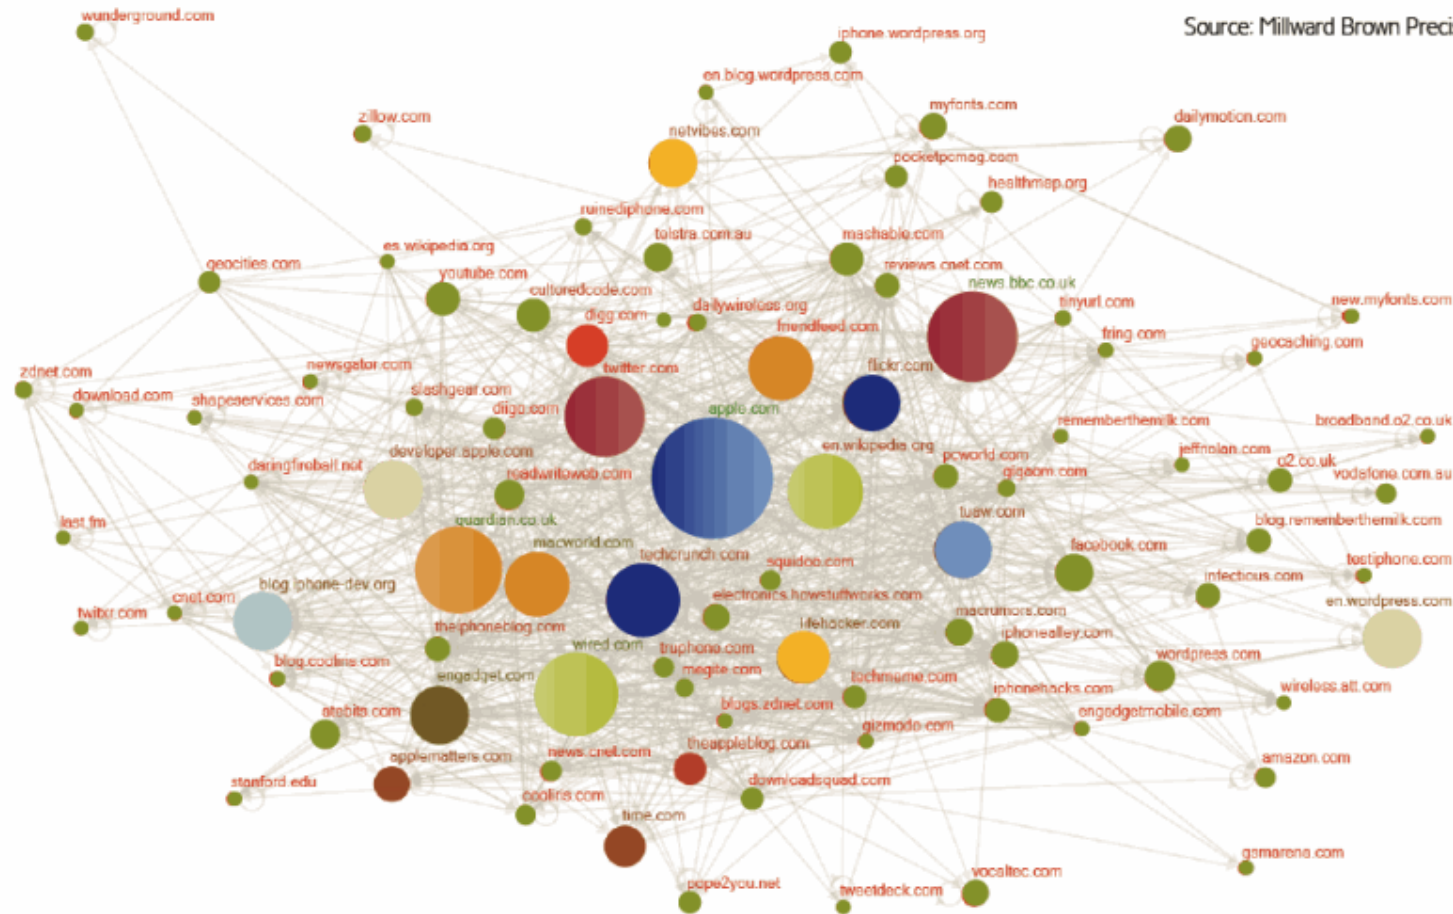 wunderground.com
Source: Millward Brown Preci
iphone.wordpress.org
en.blog.wordpress.com
myfonts.com
zillow.com
dailymotion.com
netvibes.com
pocketpcmag.com
healthmap.org
ruinediphone.com
telstra.com.au
mashable.com
es.wikipedia.org
geocities.com
youtube.com
reviews.cnet.com
news.bbc.co.uk
culturedcode.com
dailywireless.org
tinyurl.com
new.myfonts.com
digg.com
friendfeed.com
fring.com
geocaching.com
newsgator.com
twitter.com
flickr.com
zdnet.com
download.com
shapeservices.com
slashgear.com
diigo.com
apple.com
rememberthemilk.com
broadband.o2.co.uk
developer.apple.com
en.wikipedia.org
pcworld.com
jeffnolan.com
o2.co.uk
daringfireball.net
readwriteweb.com
gigaom.com
vodafone.com.au
last.fm
guardian.co.uk
tuaw.com
blog.rememberthemilk.com
macworld.com
techcrunch.com
facebook.com
squidoo.com
testiphone.com
blog.iphone-dev.org
infectious.com
cnet.com
electronics.howstuffworks.com
en.wordpress.com
twitxr.com
macrumors.com
theiphoneblog.com
lifehacker.com
iphonealley.com
wired.com
truphone.com
wordpress.com
blog.cooliris.com
megite.com
engadget.com
techmeme.com
iphonehacks.com
wireless.att.com
atebits.com
blogs.zdnet.com
gizmodo.com
engadgetmobile.com
applematters.com
news.cnet.com
theappleblog.com
amazon.com
stanford.edu
downloadsquad.com
cooliris.com
time.com
gsmarena.com
pope2you.net
tweetdeck.com
vocaltec.com